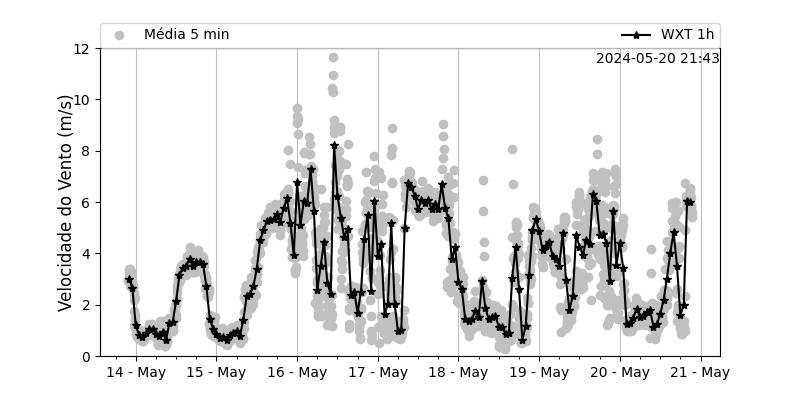 Média 5 min
WXT 1h
2024-05-20 21:43
Velocidade do Vento (m/s)
12
10
8
6
4
2
0
14 - May
15 - May
16 - May
17 - May
18 - May
19 - May
20 - May
21 - May